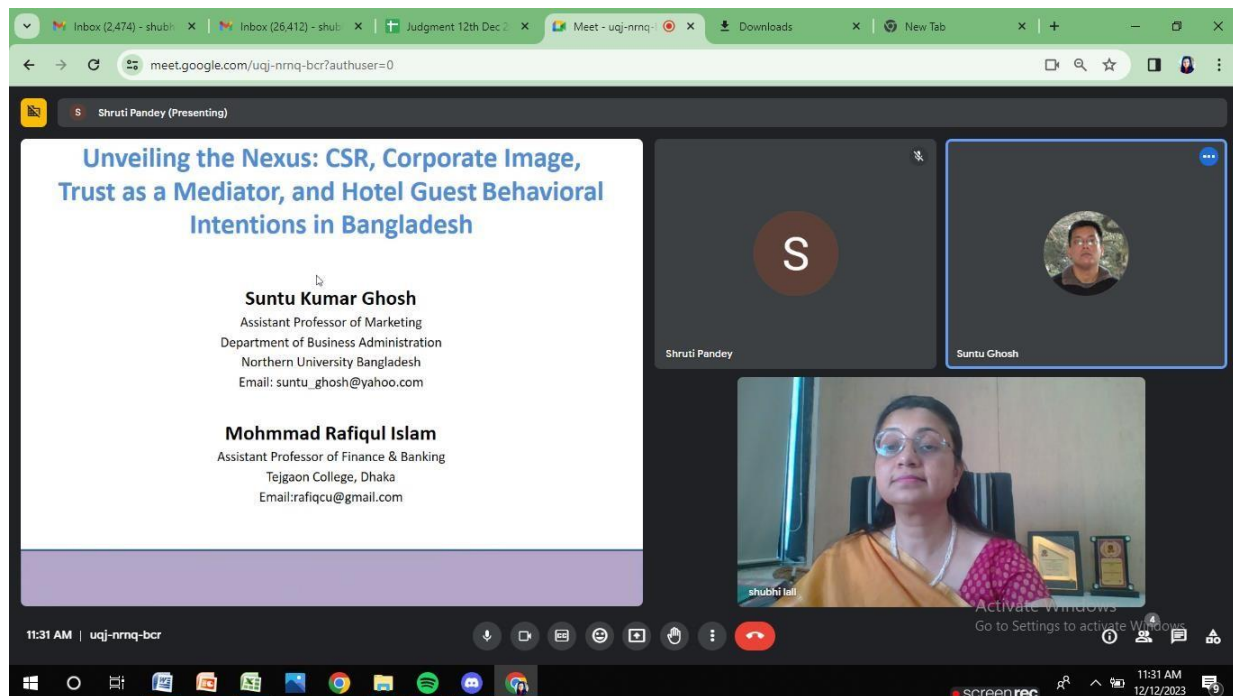 Inbox (2,474) - shubh
Inbox (26,412) - shub
Judgment 12th Dec 2
Meet - uqj-nrnq-
Downloads
New Tab
meet.google.com/uqj-nrnq-bcr?authuser=0
S
Shruti Pandey (Presenting)
Unveiling the Nexus: CSR, Corporate Image,
Trust as a Mediator, and Hotel Guest Behavioral
Intentions in Bangladesh
Suntu Kumar Ghosh
Assistant Professor of Marketing
Department of Business Administration
Northern University Bangladesh
Email: suntu_ghosh@yahoo.com
Mohmmad Rafiqul Islam
Assistant Professor of Finance & Banking
Tejgaon College, Dhaka
Email:rafiqcu@gmail.com
S
Shruti Pandey
Suntu Ghosh
shubhi lall
Activate Windows
Go to Settings to activate Windows
4
11:31 AM | uqj-nrnq-bcr
CC
screenrec
11:31 AM
12/12/2023
9